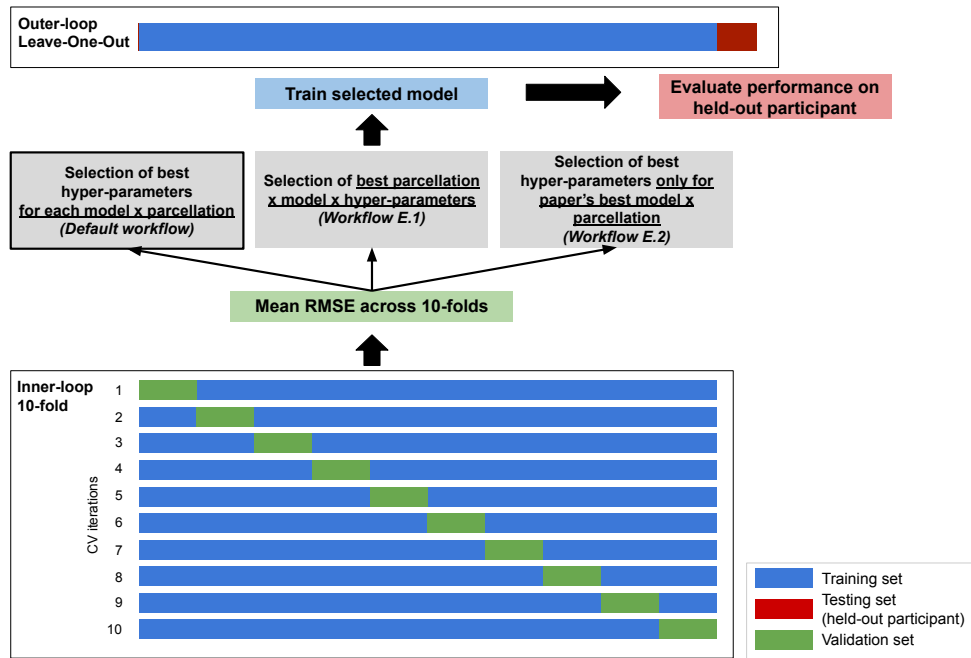 Outer-loop
Leave-One-Out
Train selected model
Evaluate performance on
held-out participant
Selection of best
hyper-parameters
for each model x parcellation
(Default workflow)
Selection of best parcellation
x model x hyper-parameters
(Workflow E.1)
Selection of best
hyper-parameters only for
paper's best model x
parcellation
(Workflow E.2)
Mean RMSE across 10-folds
Inner-loop
10-fold
CV iterations
1
2
3
4
5
6
7
8
9
10
Training set
Testing set
(held-out participant)
Validation set